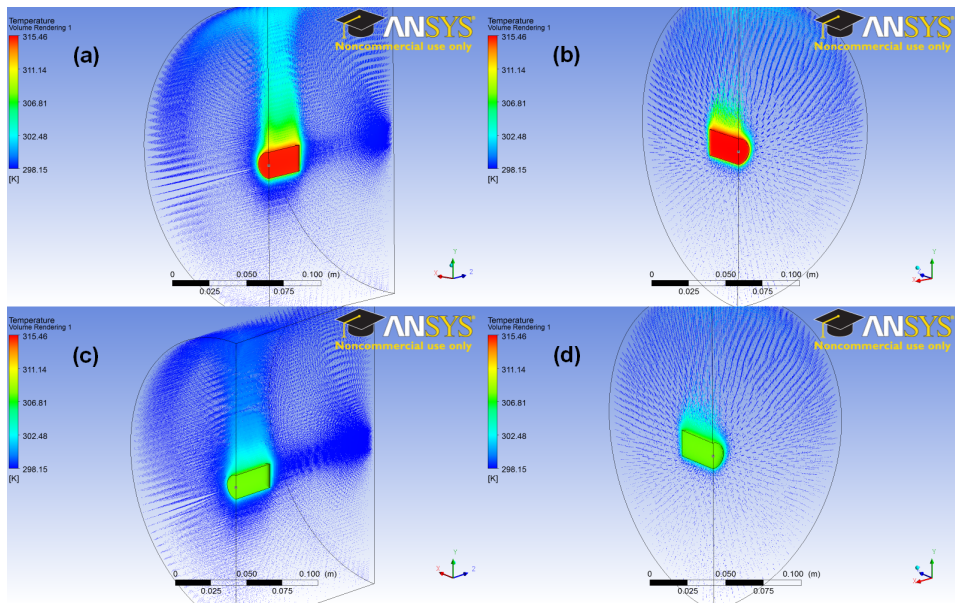 Temperature
Volume Rendering 1
315.46
311.14
306.81
302.48
298.15
[K]
(a)
ANSYS
Noncommercial use only
0
0.050
0.100
(m)
0.025
0.075
Y
X
Z
Temperature
Volume Rendering 1
315.46
311.14
306.81
302.48
298.15
[K]
(b)
ANSYS
Noncommercial use only
0
0.050
0.100
(m)
0.025
0.075
Y
X
Temperature
Volume Rendering 1
315.46
311.14
306.81
302.48
298.15
[K]
(c)
ANSYS
Noncommercial use only
0
0.050
0.100
(m)
0.025
0.075
Y
X
Z
Temperature
Volume Rendering 1
315.46
311.14
306.81
302.48
298.15
[K]
(d)
ANSYS
Noncommercial use only
0
0.050
0.100
(m)
0.025
0.075
Y
X